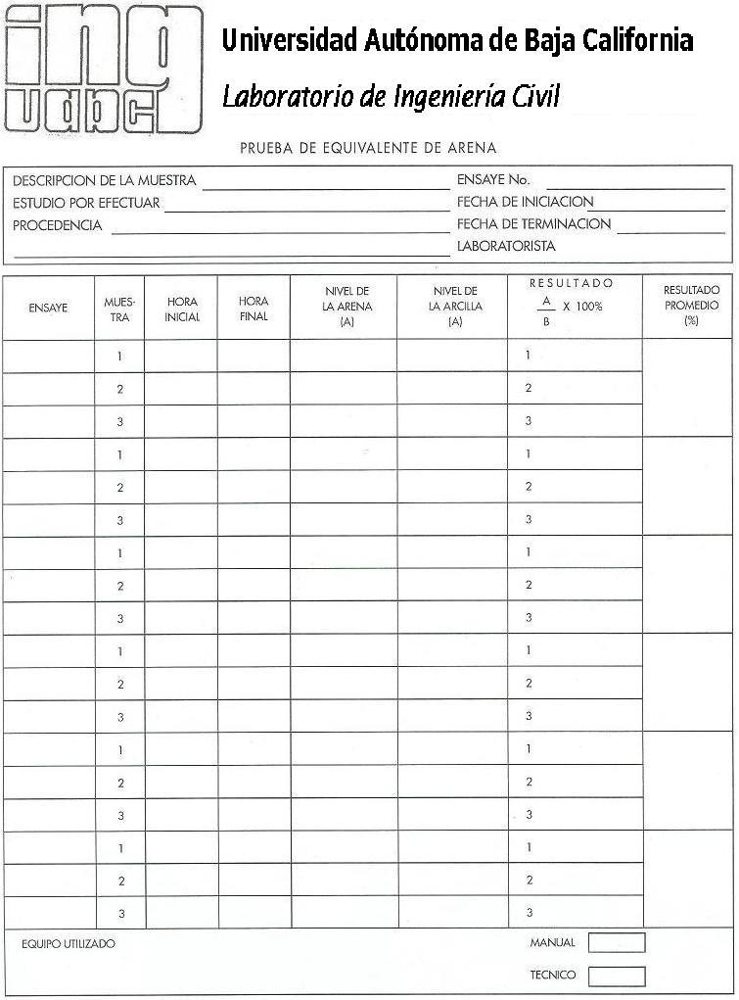 ing
uabc
Universidad Autónoma de Baja California
Laboratorio de Ingeniería Civil
PRUEBA DE EQUIVALENTE DE ARENA
DESCRIPCION DE LA MUESTRA
ENSAYE No.
ESTUDIO POR EFECTUAR
FECHA DE INICIACION
PROCEDENCIA
FECHA DE TERMINACION
LABORATORISTA
ENSAYE
MUES-
TRA
HORA
INICIAL
HORA
FINAL
NIVEL DE
LA ARENA
(A)
NIVEL DE
LA ARCILLA
(A)
RESULTADO
A
X 100%
B
RESULTADO
PROMEDIO
(%)
1 1
2 2
3 3
1 1
2 2
3 3
1 1
2 2
3 3
1 1
2 2
3 3
1 1
2 2
3 3
1 1
2 2
3 3
EQUIPO UTILIZADO
MANUAL
TECNICO